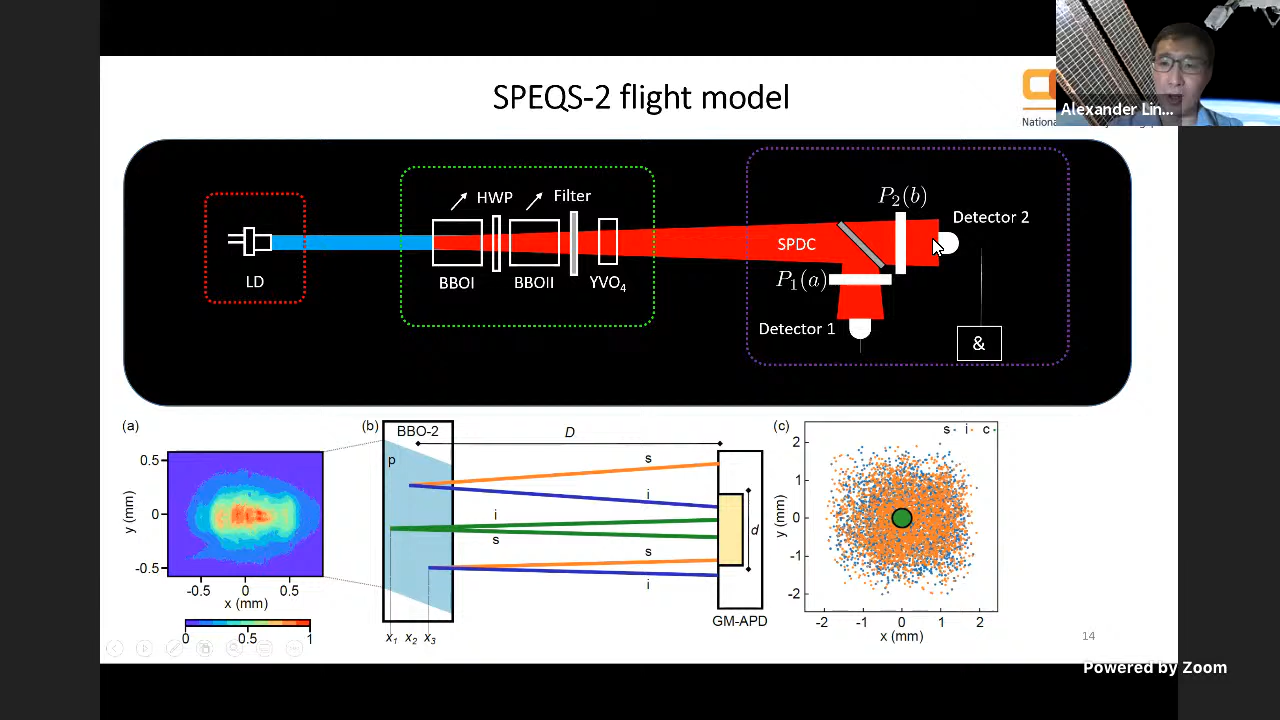 SPEQS-2 flight model
Alexander Lin...
National
LD
HWP
Filter
BBOI
BBOII
YVO₄
SPDC
P₂(b)
Detector 2
P₁(a)
Detector 1
&
(a)
0.5
0
-0.5
y (mm)
-0.5
0
0.5
x (mm)
0
0.5
1
(b)
BBO-2
D
p
s
i
i
s
s
i
d
x₁ x₂ x₃
GM-APD
(c)
s i c
2
1
0
-1
-2
y (mm)
-2
-1
0
1
2
x (mm)
14
Powered by Zoom